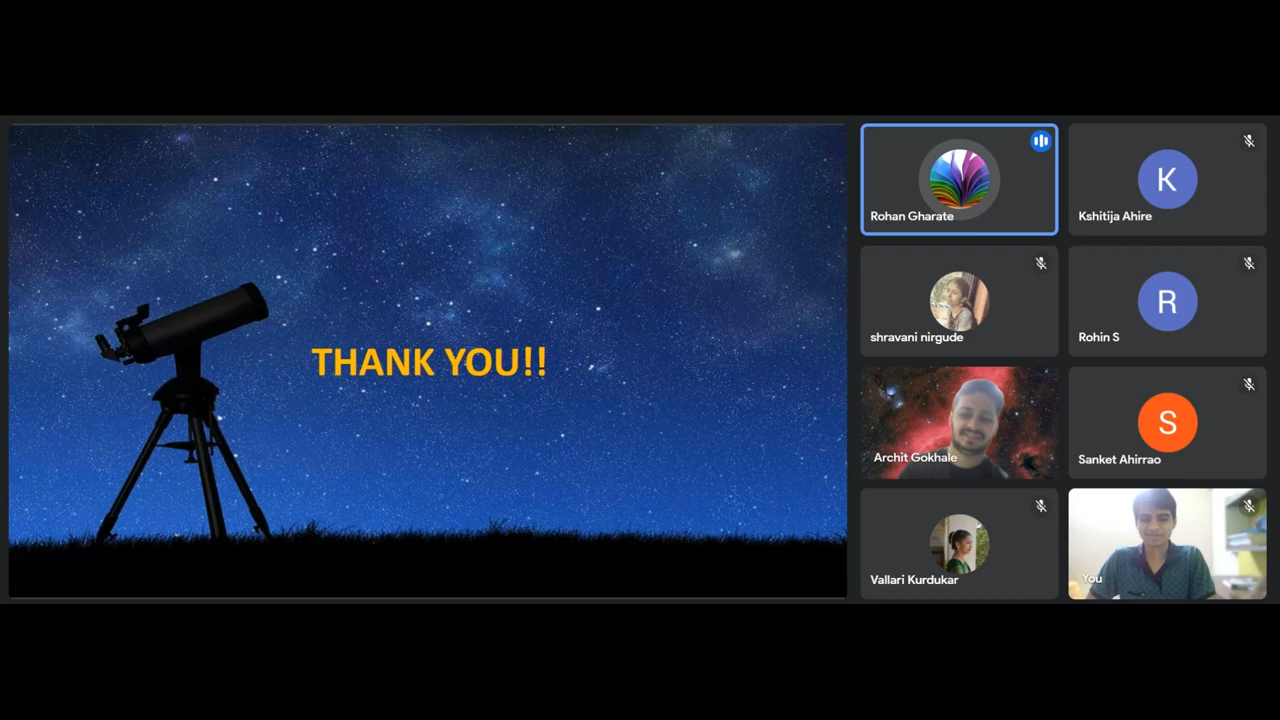 THANK YOU!!
Rohan Gharate
K
Kshitija Ahire
shravani nirgude
R
Rohin S
Archit Gokhale
S
Sanket Ahirrao
Vallari Kurdukar
You